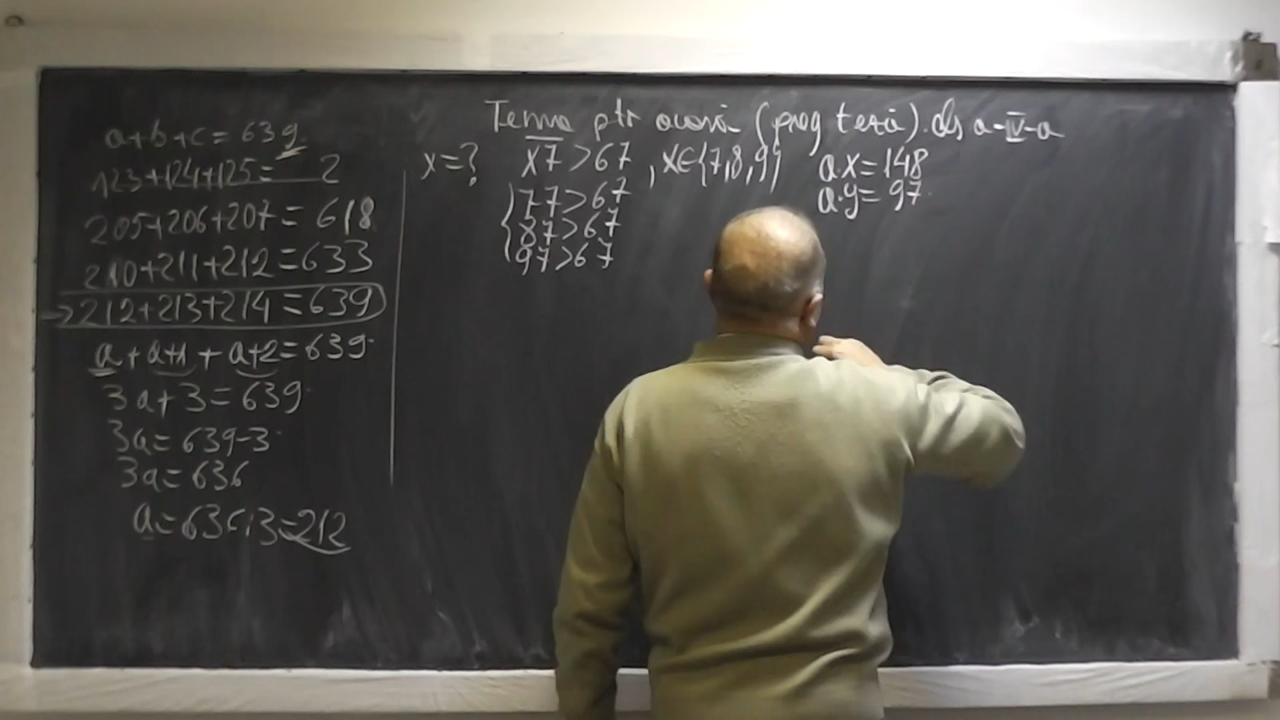 a+b+c=639
123+124+125= 2
205+206+207=618
210+211+212=633
→212+213+214=639
a+a+1+a+2=639
3a+3=639
3a=639-3
3a=636
a=636:3=212
Tema ptr acasă (preg teză) cls a-IV-a
x=? x7>67, x∈{7,8,9}
77>67
87>67
97>67
a·x=148
a·y=97